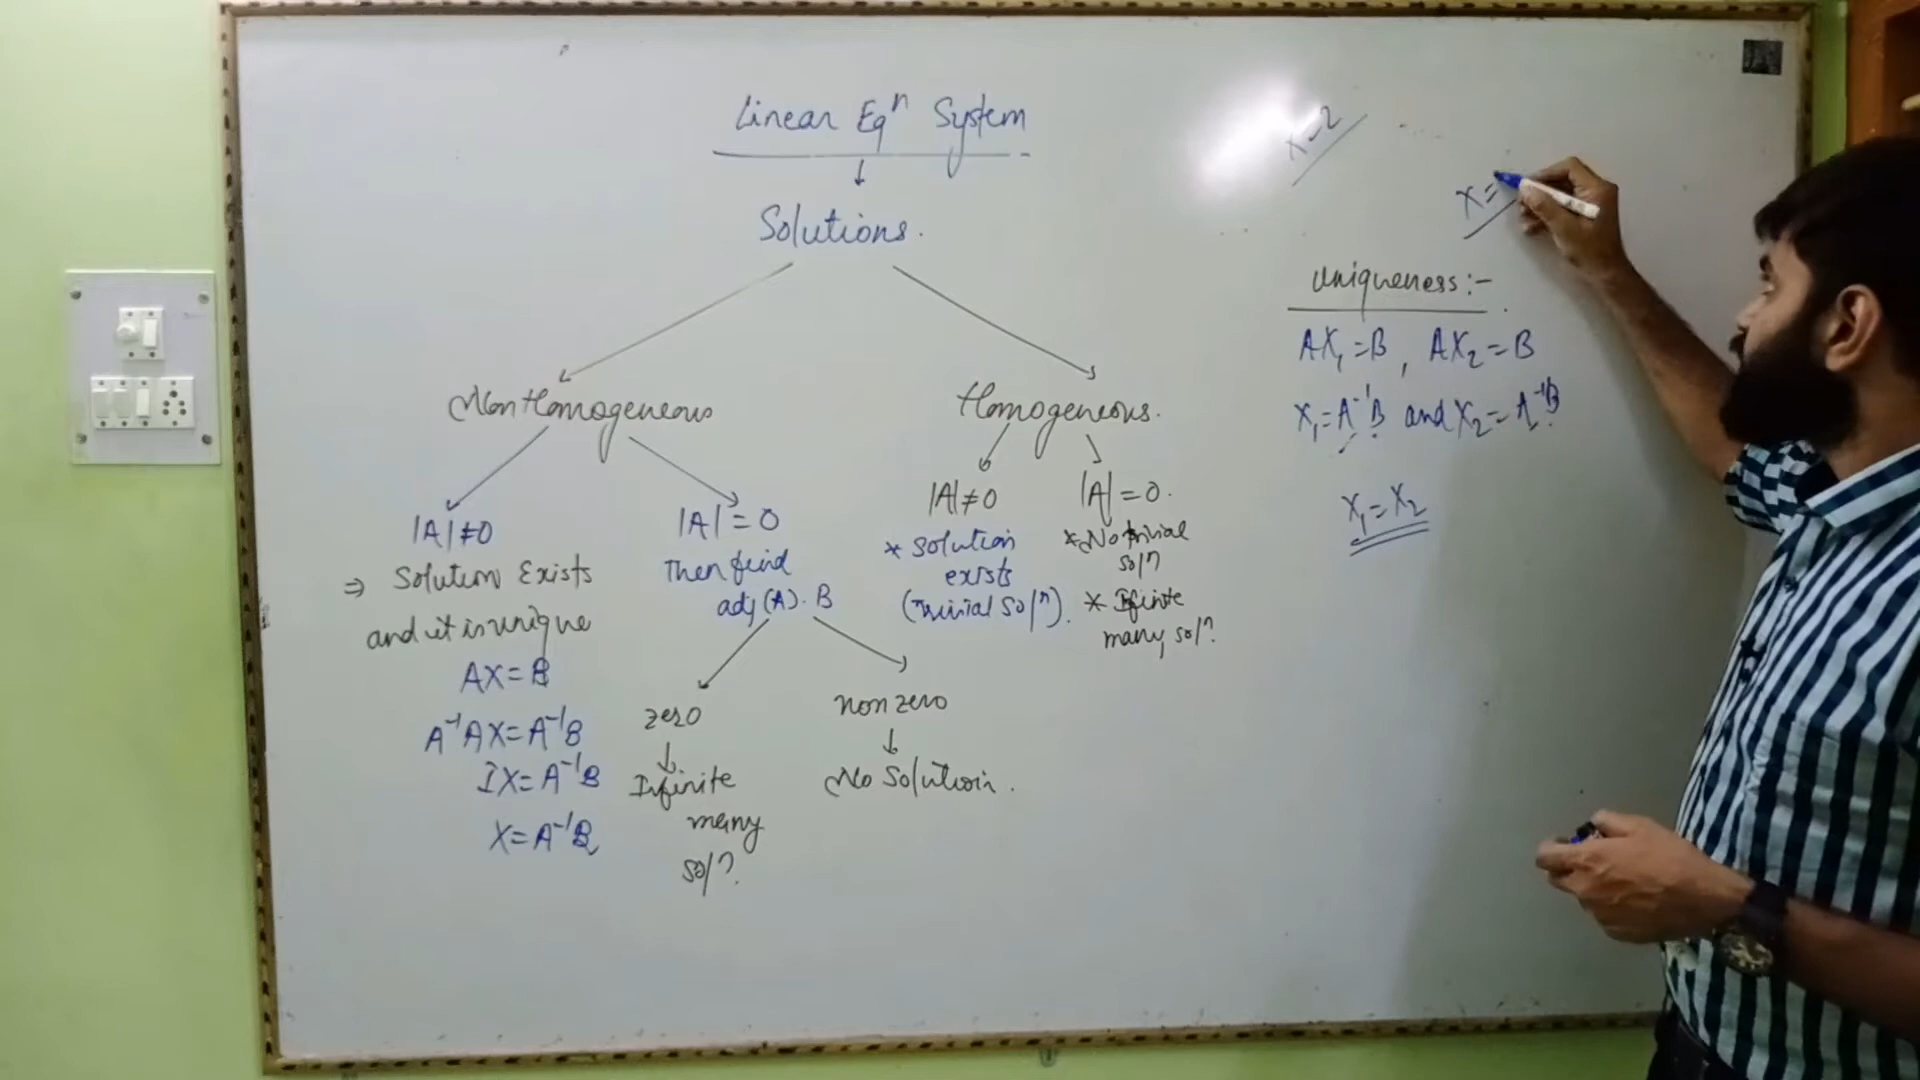 Linear Eqn System
Solutions.
Non Homogeneous
|A| ≠ 0
⇒ Solution Exists
and it is unique
AX = B
A⁻¹AX = A⁻¹B
IX = A⁻¹B
X = A⁻¹B
|A| = 0
Then find
adj(A). B
zero
Infinite
many
sol?
non zero
No Solution.
Homogeneous.
|A| ≠ 0
* Solution
exists
(Trivial Solⁿ).
|A| = 0.
* No trivial
solⁿ
* Ifinite
many sol?
X-2
X=
Uniqueness:-
AX₁ = B, AX₂ = B
X₁ = A⁻¹B and X₂ = A⁻¹B
X₁ = X₂